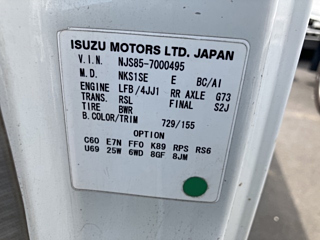 ISUZU MOTORS LTD. JAPAN
V.I.N. NJS85-7000495
M.D. NKS1SE E BC/AI
ENGINE LFB /4JJ1 RR AXLE G73
TRANS. RSL FINAL S2J
TIRE BWR
B.COLOR/TRIM 729/155
OPTION
C60 E7N FF0 K89 RPS RS6
U69 25W 6WD 8GF 8JM